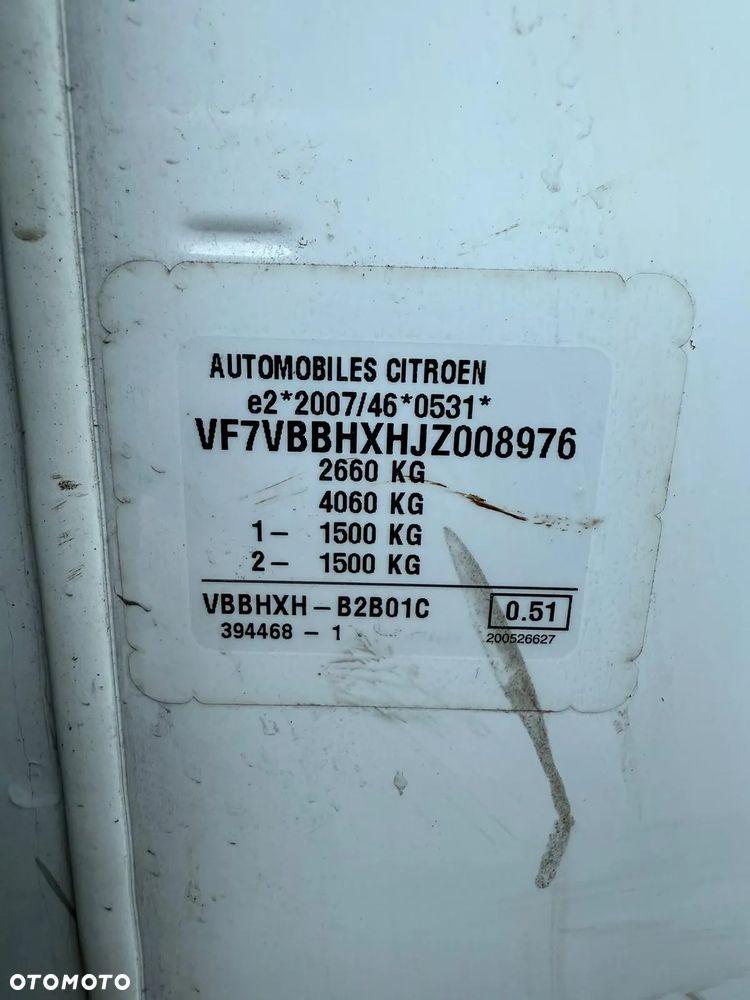 AUTOMOBILES CITROEN
e2*2007/46*0531*
VF7VBBHXHJZ008976
2660 KG
4060 KG
1- 1500 KG
2- 1500 KG
VBBHXH-B2B01C 0.51
394468-1 200526627
OTOMOTO